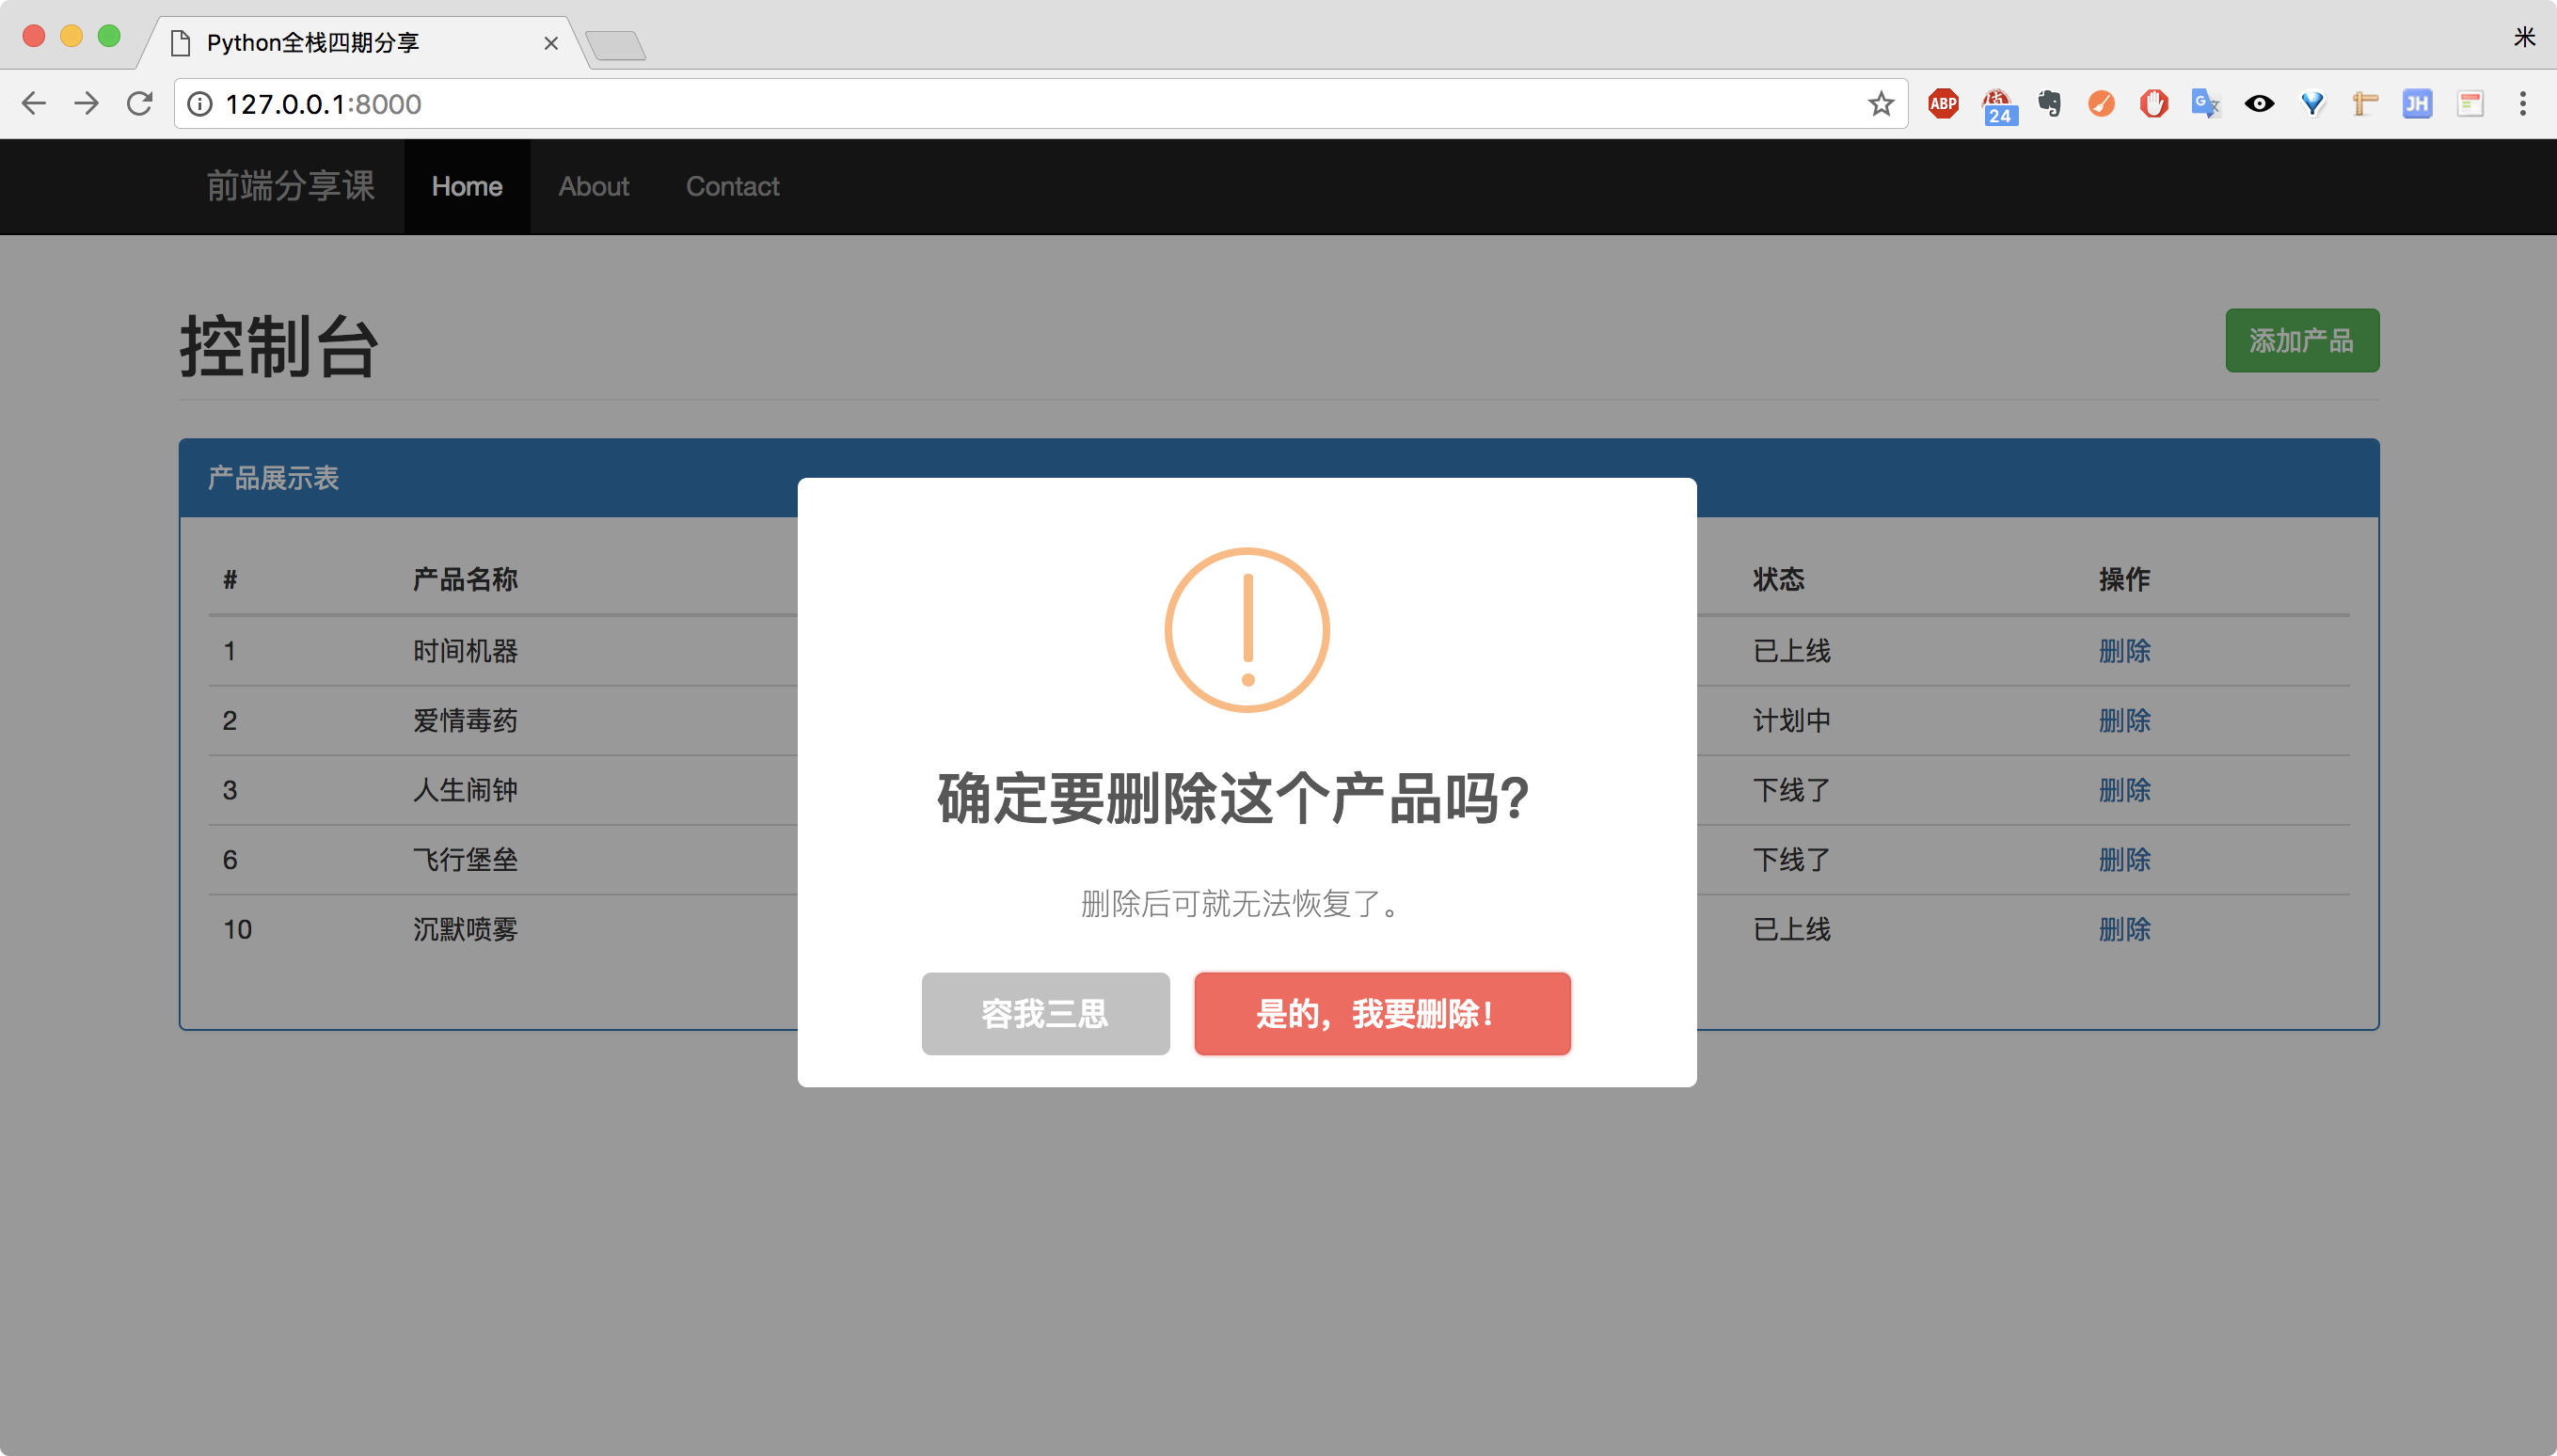 Python全栈四期分享
米
127.0.0.1:8000
ABP
24
JH
前端分享课 Home About Contact
控制台
添加产品
产品展示表
# 产品名称 状态 操作
1 时间机器 已上线 删除
2 爱情毒药 计划中 删除
3 人生闹钟 下线了 删除
6 飞行堡垒 下线了 删除
10 沉默喷雾 已上线 删除
确定要删除这个产品吗?
删除后可就无法恢复了。
容我三思 是的，我要删除！